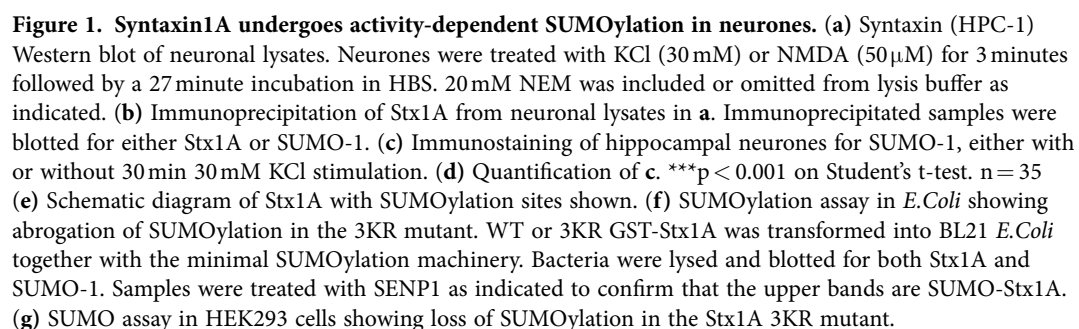 Figure 1. Syntaxin1A undergoes activity-dependent SUMOylation in neurones. (a) Syntaxin (HPC-1)
Western blot of neuronal lysates. Neurones were treated with KCl (30 mM) or NMDA (50 μM) for 3 minutes
followed by a 27 minute incubation in HBS. 20 mM NEM was included or omitted from lysis buffer as
indicated. (b) Immunoprecipitation of Stx1A from neuronal lysates in a. Immunoprecipitated samples were
blotted for either Stx1A or SUMO-1. (c) Immunostaining of hippocampal neurones for SUMO-1, either with
or without 30 min 30 mM KCl stimulation. (d) Quantification of c. ***p < 0.001 on Student's t-test. n = 35
(e) Schematic diagram of Stx1A with SUMOylation sites shown. (f) SUMOylation assay in E.Coli showing
abrogation of SUMOylation in the 3KR mutant. WT or 3KR GST-Stx1A was transformed into BL21 E.Coli
together with the minimal SUMOylation machinery. Bacteria were lysed and blotted for both Stx1A and
SUMO-1. Samples were treated with SENP1 as indicated to confirm that the upper bands are SUMO-Stx1A.
(g) SUMO assay in HEK293 cells showing loss of SUMOylation in the Stx1A 3KR mutant.